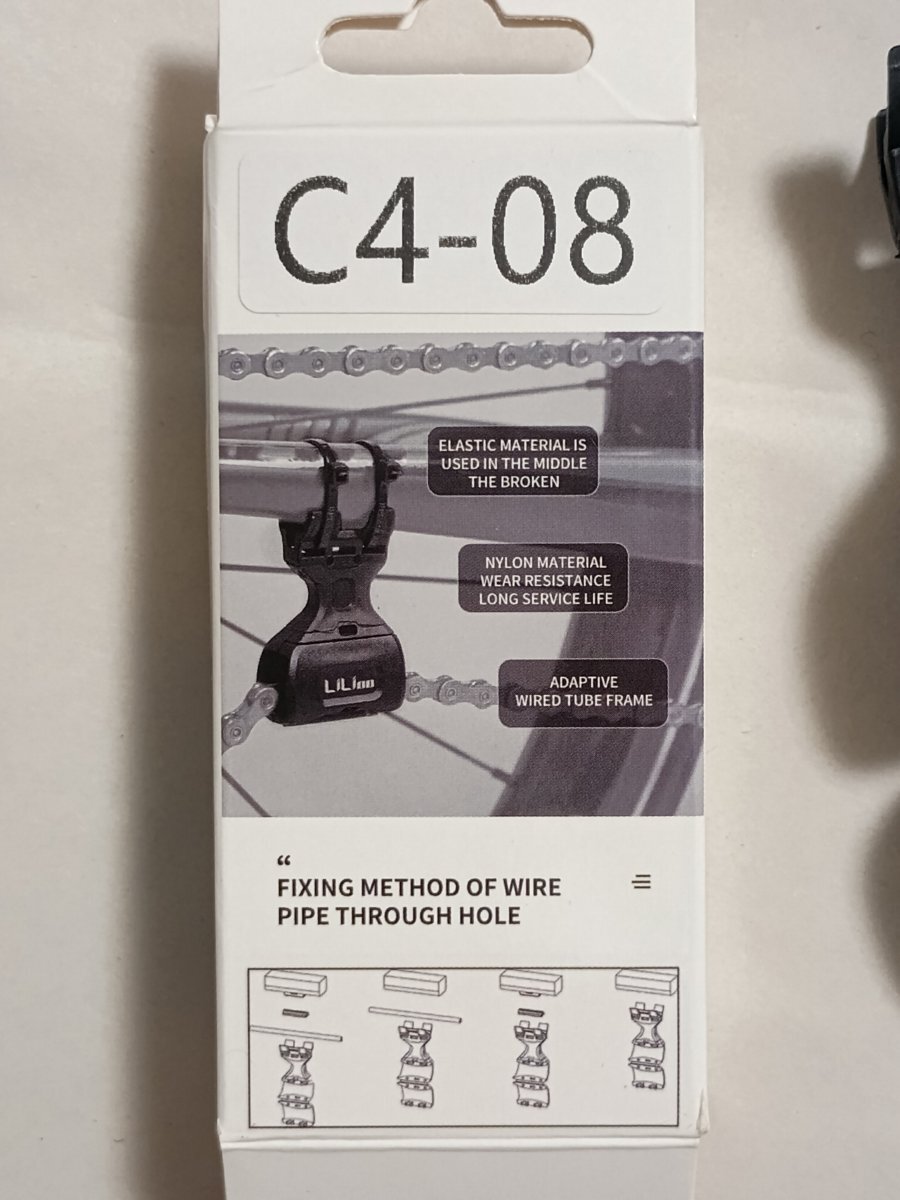 C4-08
ELASTIC MATERIAL IS
USED IN THE MIDDLE
THE BROKEN
NYLON MATERIAL
WEAR RESISTANCE
LONG SERVICE LIFE
LiLi
ADAPTIVE
WIRED TUBE FRAME
“
FIXING METHOD OF WIRE
PIPE THROUGH HOLE